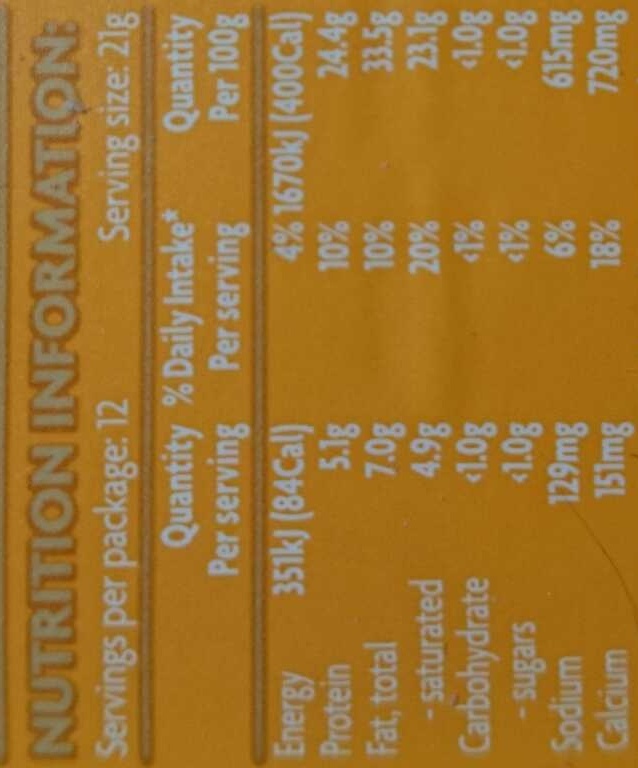 NUTRITION INFORMATION:
Servings per package: 12 Serving size: 21g
Quantity % Daily Intake* Quantity
Per serving Per serving Per 100g
Energy 351kJ (84Cal) 4% 1670kJ (400Cal)
Protein 5.1g 10% 24.4g
Fat, total 7.0g 10% 33.5g
- saturated 4.9g 20% 23.1g
Carbohydrate <1.0g <1% <1.0g
- sugars <1.0g <1% <1.0g
Sodium 129mg 6% 615mg
Calcium 151mg 18% 720mg